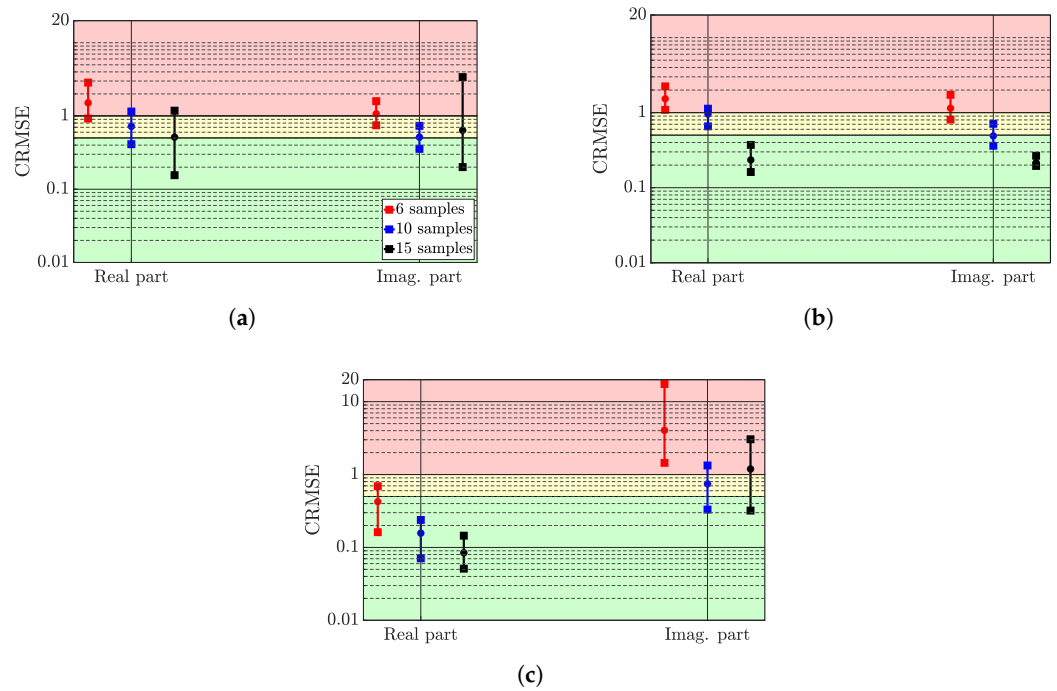 20
1
0.1
0.01
CRMSE
Real part
Imag. part
6 samples
10 samples
15 samples
(a)
20
1
0.1
0.01
CRMSE
Real part
Imag. part
(b)
20
10
1
0.1
0.01
CRMSE
Real part
Imag. part
(c)